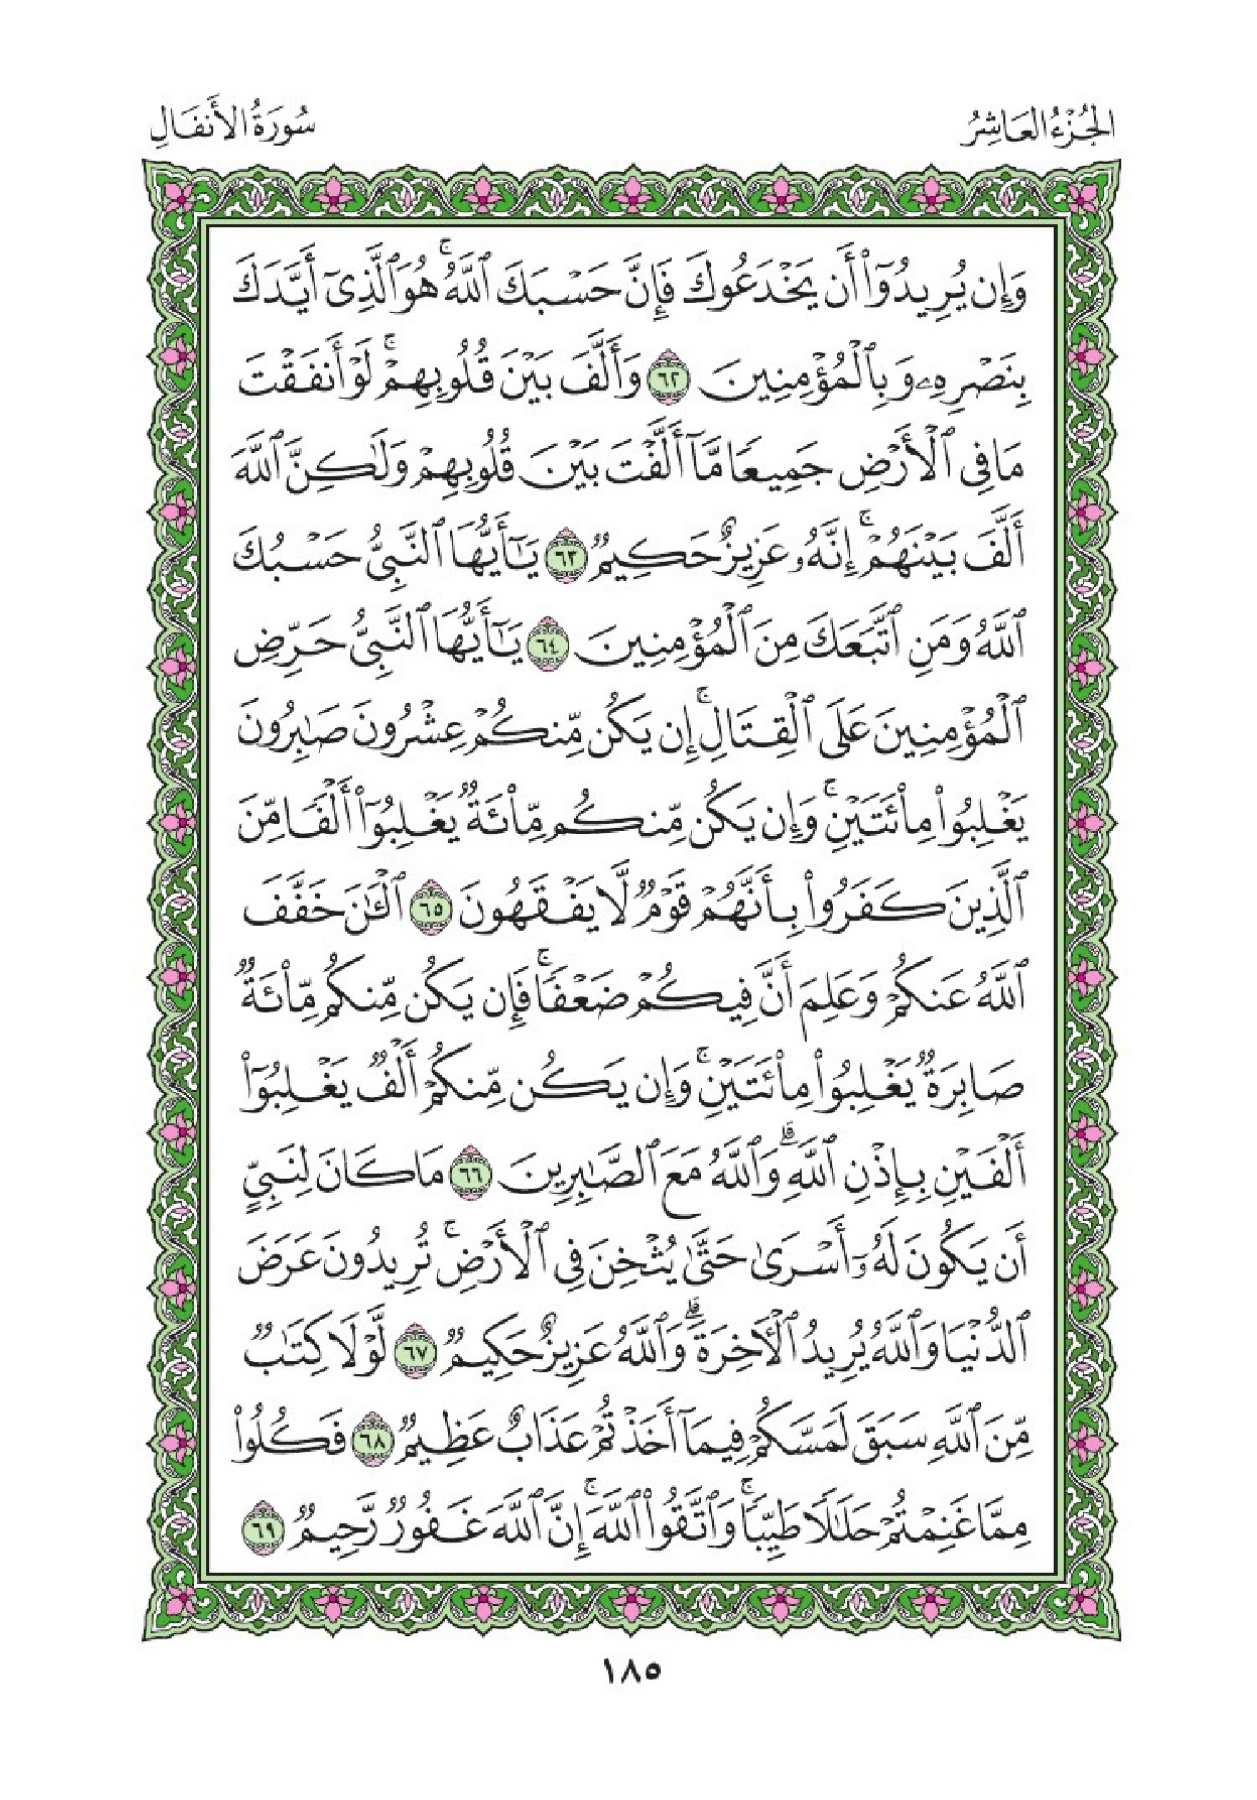 الجُزْءُ العَاشِرُ
سُورَةُ الأَنفَالِ
وَإِن يُرِيدُوٓا۟ أَن يَخْدَعُوكَ فَإِنَّ حَسْبَكَ ٱللَّهُ ۚ هُوَ ٱلَّذِىٓ أَيَّدَكَ
بِنَصْرِهِۦ وَبِٱلْمُؤْمِنِينَ ٦٢ وَأَلَّفَ بَيْنَ قُلُوبِهِمْ ۚ لَوْ أَنفَقْتَ
مَا فِى ٱلْأَرْضِ جَمِيعًا مَّآ أَلَّفْتَ بَيْنَ قُلُوبِهِمْ وَلَـٰكِنَّ ٱللَّهَ
أَلَّفَ بَيْنَهُمْ ۚ إِنَّهُۥ عَزِيزٌ حَكِيمٌ ٦٣ يَـٰٓأَيُّهَا ٱلنَّبِىُّ حَسْبُكَ
ٱللَّهُ وَمَنِ ٱتَّبَعَكَ مِنَ ٱلْمُؤْمِنِينَ ٦٤ يَـٰٓأَيُّهَا ٱلنَّبِىُّ حَرِّضِ
ٱلْمُؤْمِنِينَ عَلَى ٱلْقِتَالِ ۚ إِن يَكُن مِّنكُمْ عِشْرُونَ صَـٰبِرُونَ
يَغْلِبُوا۟ مِا۟ئَتَيْنِ ۚ وَإِن يَكُن مِّنكُم مِّا۟ئَةٌ يَغْلِبُوٓا۟ أَلْفًا مِّنَ
ٱلَّذِينَ كَفَرُوا۟ بِأَنَّهُمْ قَوْمٌ لَّا يَفْقَهُونَ ٦٥ ٱلْـَٔـٰنَ خَفَّفَ
ٱللَّهُ عَنكُمْ وَعَلِمَ أَنَّ فِيكُمْ ضَعْفًا ۚ فَإِن يَكُن مِّنكُم مِّا۟ئَةٌ
صَابِرَةٌ يَغْلِبُوا۟ مِا۟ئَتَيْنِ ۚ وَإِن يَكُن مِّنكُمْ أَلْفٌ يَغْلِبُوٓا۟
أَلْفَيْنِ بِإِذْنِ ٱللَّهِ ۗ وَٱللَّهُ مَعَ ٱلصَّـٰبِرِينَ ٦٦ مَا كَانَ لِنَبِىٍّ
أَن يَكُونَ لَهُۥٓ أَسْرَىٰ حَتَّىٰ يُثْخِنَ فِى ٱلْأَرْضِ ۚ تُرِيدُونَ عَرَضَ
ٱلدُّنْيَا وَٱللَّهُ يُرِيدُ ٱلْـَٔاخِرَةَ ۗ وَٱللَّهُ عَزِيزٌ حَكِيمٌ ٦٧ لَّوْلَا كِتَـٰبٌ
مِّنَ ٱللَّهِ سَبَقَ لَمَسَّكُمْ فِيمَآ أَخَذْتُمْ عَذَابٌ عَظِيمٌ ٦٨ فَكُلُوا۟
مِمَّا غَنِمْتُمْ حَلَـٰلًا طَيِّبًا ۚ وَٱتَّقُوا۟ ٱللَّهَ ۚ إِنَّ ٱللَّهَ غَفُورٌ رَّحِيمٌ ٦٩
١٨٥